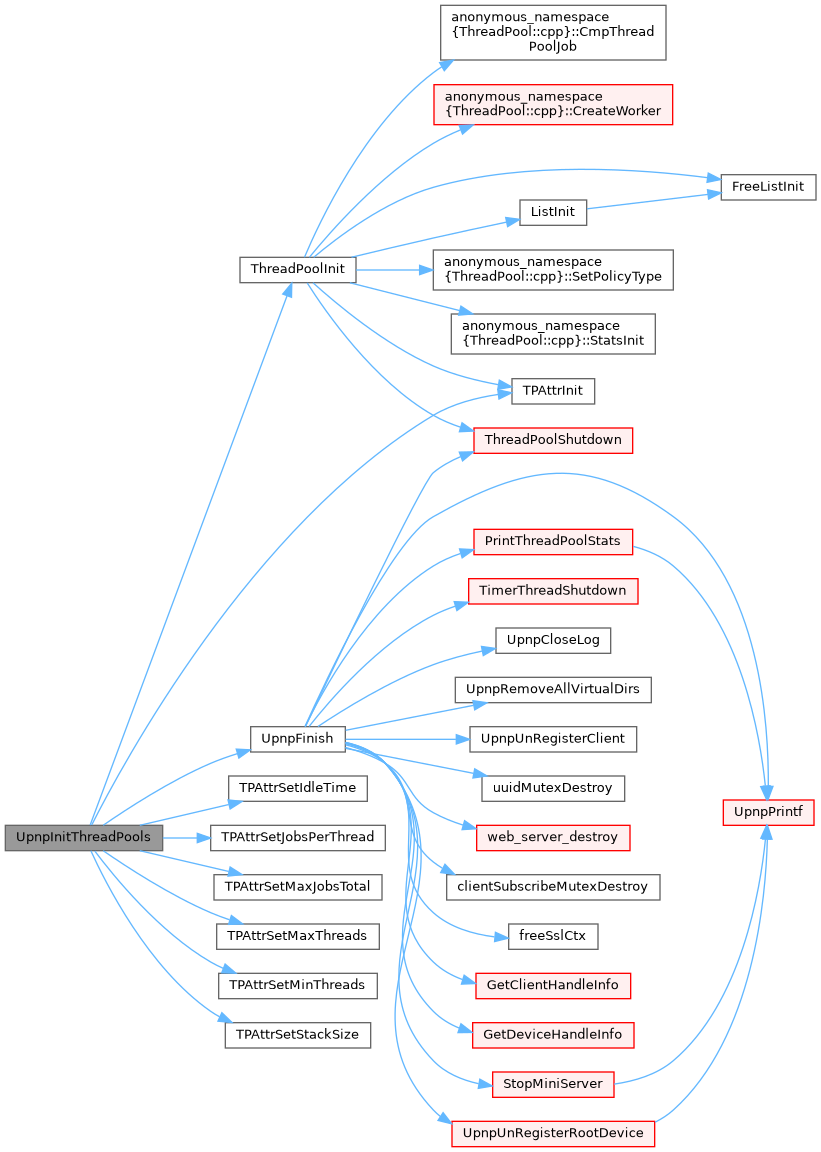 anonymous_namespace
{ThreadPool::cpp}::CmpThread
PoolJob
anonymous_namespace
{ThreadPool::cpp}::CreateWorker
FreeListInit
ListInit
ThreadPoolInit
anonymous_namespace
{ThreadPool::cpp}::SetPolicyType
anonymous_namespace
{ThreadPool::cpp}::StatsInit
TPAttrInit
ThreadPoolShutdown
PrintThreadPoolStats
TimerThreadShutdown
UpnpCloseLog
UpnpRemoveAllVirtualDirs
UpnpFinish
UpnpUnRegisterClient
TPAttrSetIdleTime
uuidMutexDestroy
UpnpPrintf
UpnpInitThreadPools
TPAttrSetJobsPerThread
web_server_destroy
TPAttrSetMaxJobsTotal
clientSubscribeMutexDestroy
TPAttrSetMaxThreads
freeSslCtx
TPAttrSetMinThreads
GetClientHandleInfo
TPAttrSetStackSize
GetDeviceHandleInfo
StopMiniServer
UpnpUnRegisterRootDevice